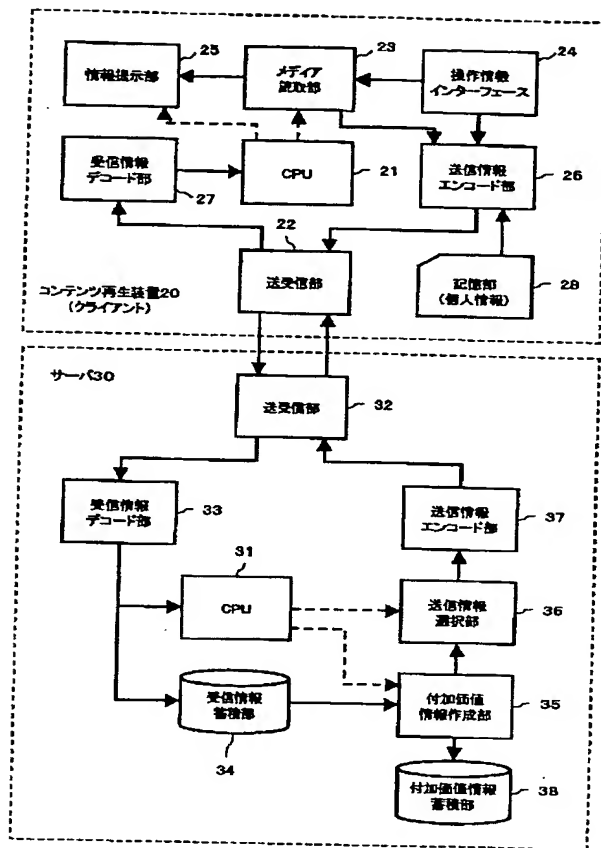 25
情報提示部
23
メディア
読取部
24
操作情報
インターフェース
受信情報
デコード部
27
CPU
21
送信情報
エンコード部
26
22
送受信部
コンテンツ再生装置20
(クライアント)
記憶部
(個人情報)
28
サーバ30
送受信部
32
受信情報
デコード部
33
送信情報
エンコード部
37
31
CPU
送信情報
選択部
36
受信情報
蓄積部
34
付加価値
情報作成部
35
付加価値情報
蓄積部
38